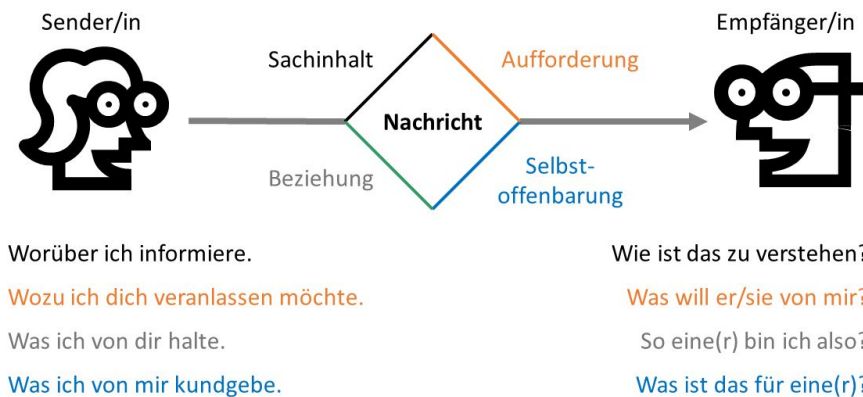 Sender/in
Empfänger/in
Sachinhalt
Aufforderung
Nachricht
Beziehung
Selbst-
offenbarung
Worüber ich informiere.
Wie ist das zu verstehen?
Wozu ich dich veranlassen möchte.
Was will er/sie von mir?
Was ich von dir halte.
So eine(r) bin ich also?
Was ich von mir kundgebe.
Was ist das für eine(r)?